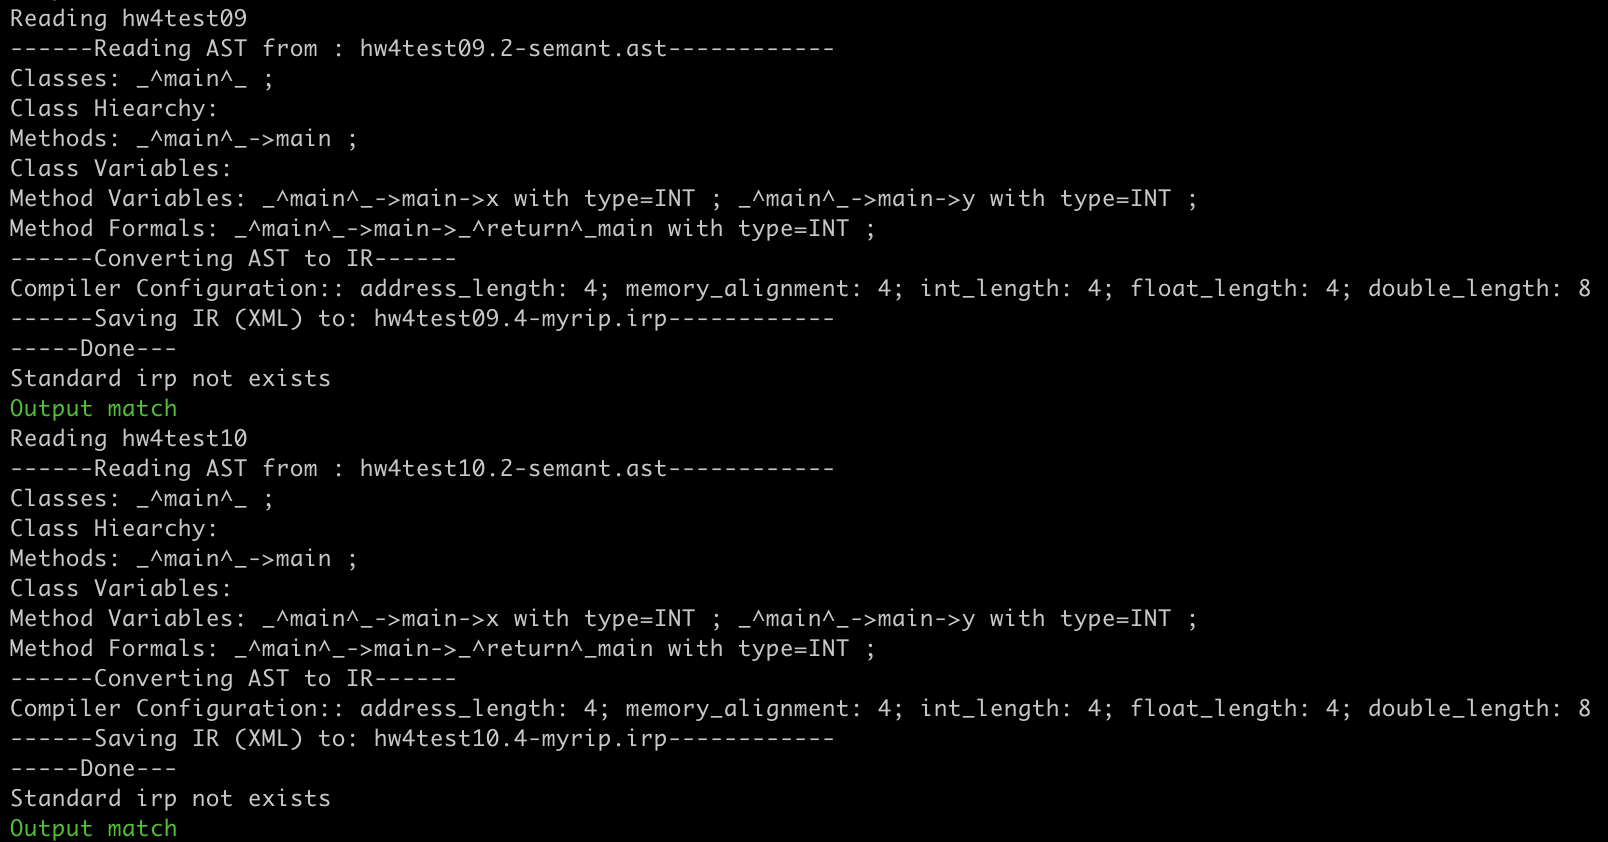 Reading hw4test09
------Reading AST from : hw4test09.2-semant.ast------------
Classes: _^main^_ ;
Class Hiearchy:
Methods: _^main^_->main ;
Class Variables:
Method Variables: _^main^_->main->x with type=INT ; _^main^_->main->y with type=INT ;
Method Formals: _^main^_->main->_^return^_main with type=INT ;
------Converting AST to IR------
Compiler Configuration:: address_length: 4; memory_alignment: 4; int_length: 4; float_length: 4; double_length: 8
------Saving IR (XML) to: hw4test09.4-myrip.irp------------
-----Done---
Standard irp not exists
Output match
Reading hw4test10
------Reading AST from : hw4test10.2-semant.ast------------
Classes: _^main^_ ;
Class Hiearchy:
Methods: _^main^_->main ;
Class Variables:
Method Variables: _^main^_->main->x with type=INT ; _^main^_->main->y with type=INT ;
Method Formals: _^main^_->main->_^return^_main with type=INT ;
------Converting AST to IR------
Compiler Configuration:: address_length: 4; memory_alignment: 4; int_length: 4; float_length: 4; double_length: 8
------Saving IR (XML) to: hw4test10.4-myrip.irp------------
-----Done---
Standard irp not exists
Output match